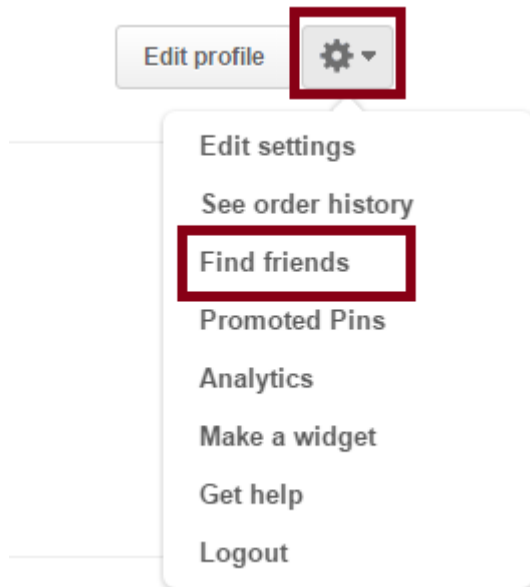 Edit profile
Edit settings
See order history
Find friends
Promoted Pins
Analytics
Make a widget
Get help
Logout